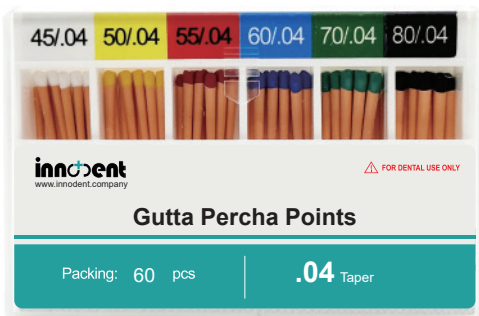 45/.04 50/.04 55/.04 60/.04 70/.04 80/.04
innodent
www.innodent.company
FOR DENTAL USE ONLY
Gutta Percha Points
Packing: 60 pcs
.04 Taper